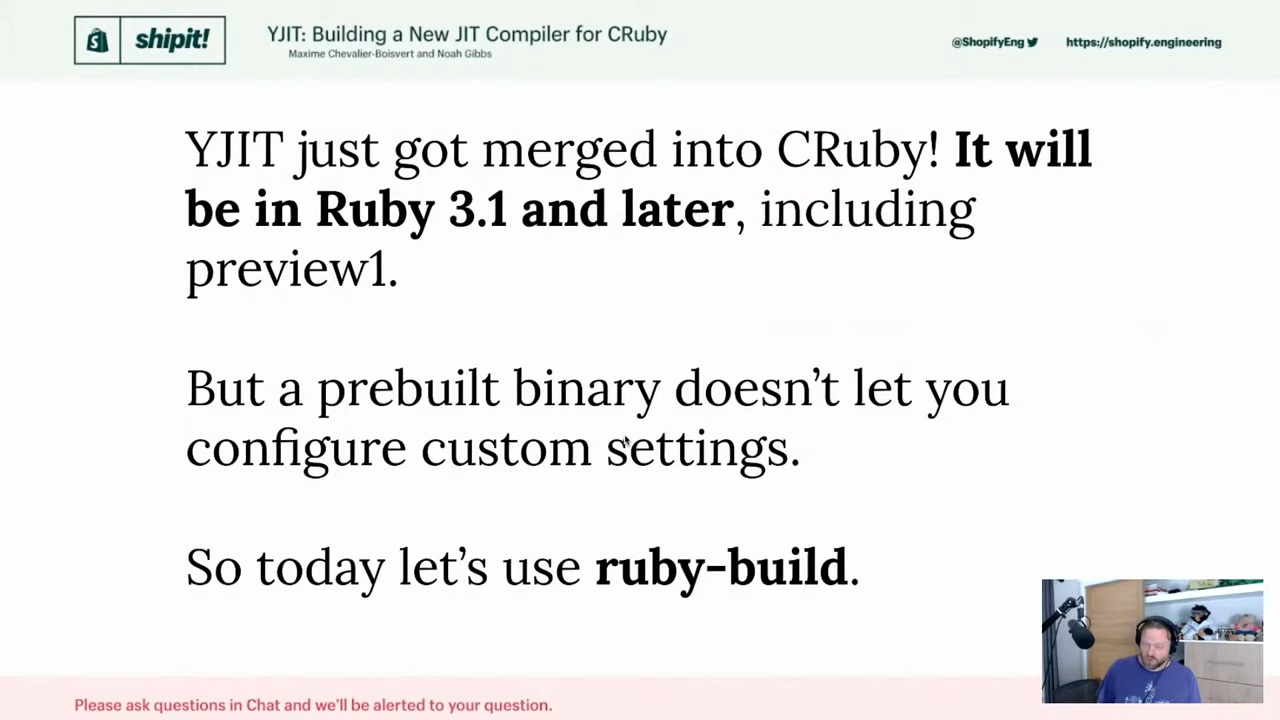 shipit!
YJIT: Building a New JIT Compiler for CRuby
Maxime Chevalier-Boisvert and Noah Gibbs
@ShopifyEng
https://shopify.engineering
YJIT just got merged into CRuby! It will
be in Ruby 3.1 and later, including
preview1.
But a prebuilt binary doesn’t let you
configure custom settings.
So today let’s use ruby-build.
Please ask questions in Chat and we’ll be alerted to your question.